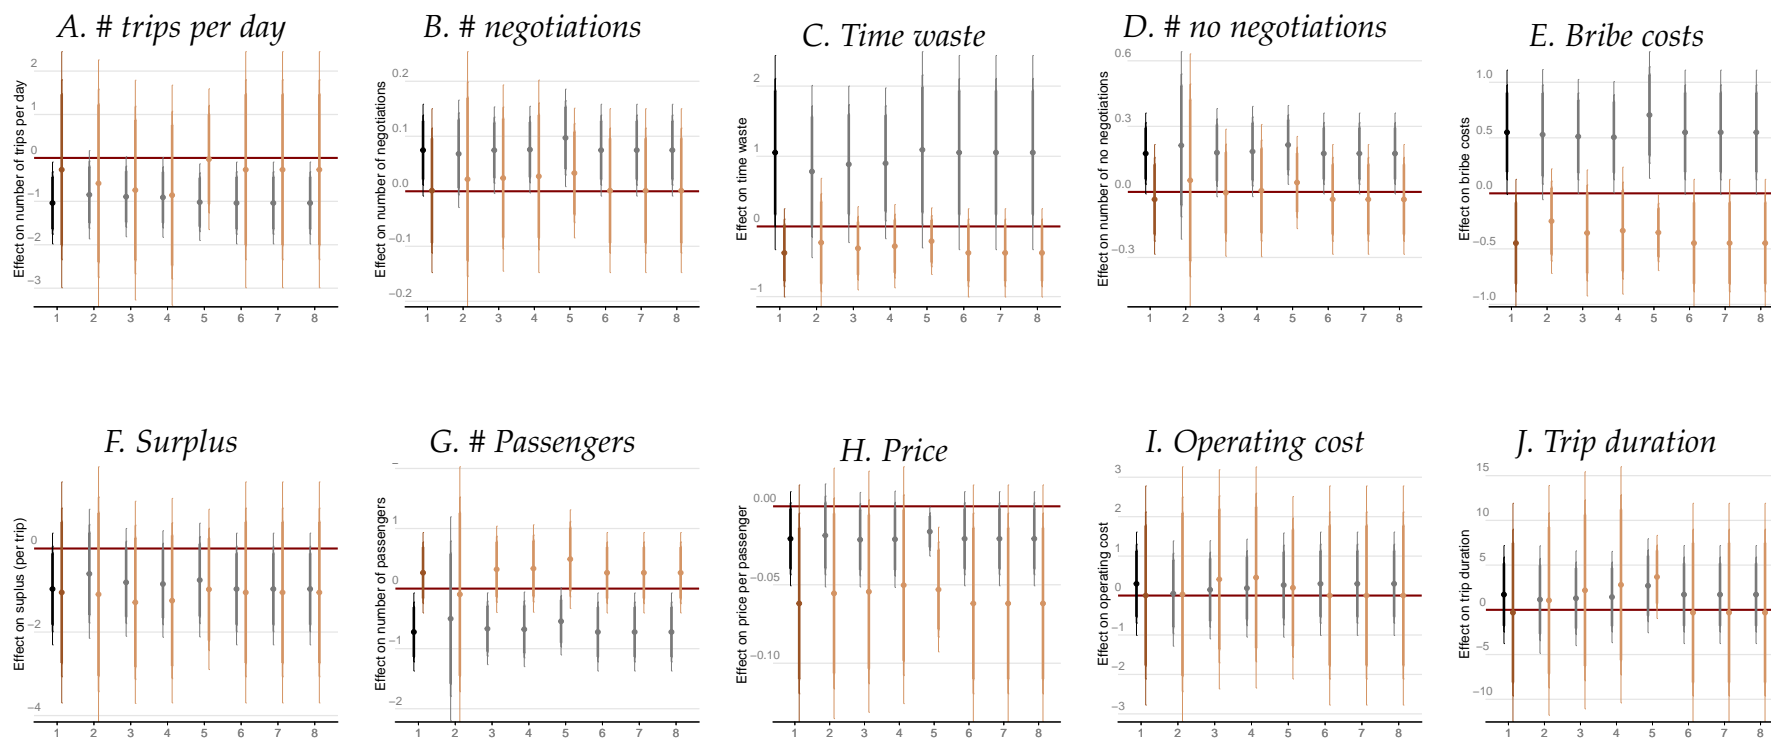 A. # trips per day
Effect on number of trips per day
2
1
0
−1
−2
−3
1 2 3 4 5 6 7 8
B. # negotiations
Effect on number of negotiations
0.2
0.1
0.0
−0.1
−0.2
1 2 3 4 5 6 7 8
C. Time waste
Effect on time waste
2
1
0
−1
1 2 3 4 5 6 7 8
D. # no negotiations
Effect on number of no negotiations
0.6
0.3
0.0
−0.3
1 2 3 4 5 6 7 8
E. Bribe costs
Effect on bribe costs
1.0
0.5
0.0
−0.5
−1.0
1 2 3 4 5 6 7 8
F. Surplus
Effect on suplus (per trip)
0
−2
−4
1 2 3 4 5 6 7 8
G. # Passengers
Effect on number of passengers
1
0
−1
−2
1 2 3 4 5 6 7 8
H. Price
Effect on price per passenger
0.00
−0.05
−0.10
1 2 3 4 5 6 7 8
I. Operating cost
Effect on operating cost
3
2
1
0
−1
−2
−3
1 2 3 4 5 6 7 8
J. Trip duration
Effect on trip duration
15
10
5
0
−5
−10
1 2 3 4 5 6 7 8